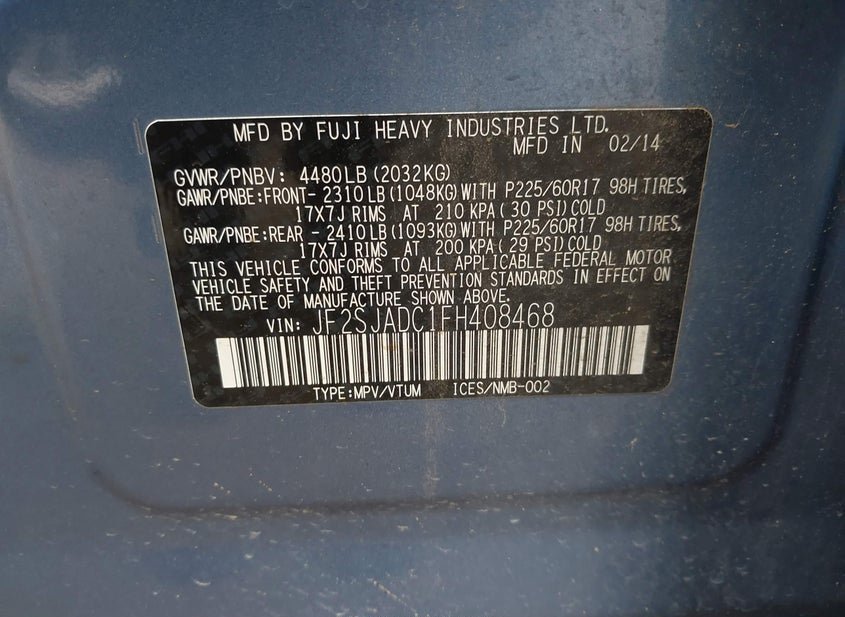 MFD BY FUJI HEAVY INDUSTRIES LTD.
MFD IN 02/14
GVWR/PNBV: 4480LB(2032KG)
GAWR/PNBE:FRONT- 2310LB(1048KG)WITH P225/60R17 98H TIRES,
17X7J RIMS AT 210 KPA( 30 PSI)COLD
GAWR/PNBE:REAR - 2410LB(1093KG)WITH P225/60R17 98H TIRES,
17X7J RIMS AT 200 KPA( 29 PSI)COLD
THIS VEHICLE CONFORMS TO ALL APPLICABLE FEDERAL MOTOR
VEHICLE SAFETY AND THEFT PREVENTION STANDARDS IN EFFECT ON
THE DATE OF MANUFACTURE SHOWN ABOVE.
VIN: JF2SJADC1FH408468
TYPE:MPV/VTUM ICES/NMB-002